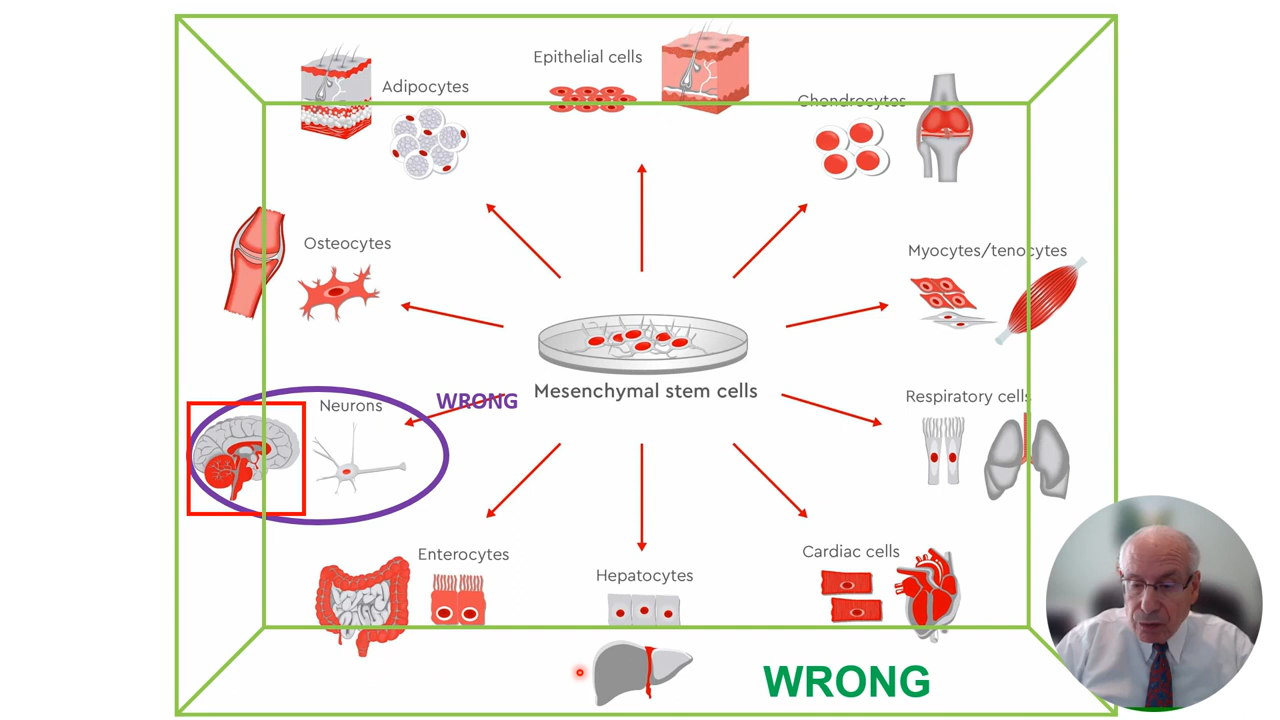 Epithelial cells
Adipocytes
Chondrocytes
Osteocytes
Myocytes/tenocytes
Mesenchymal stem cells
Neurons
WRONG
Respiratory cells
Enterocytes
Hepatocytes
Cardiac cells
WRONG